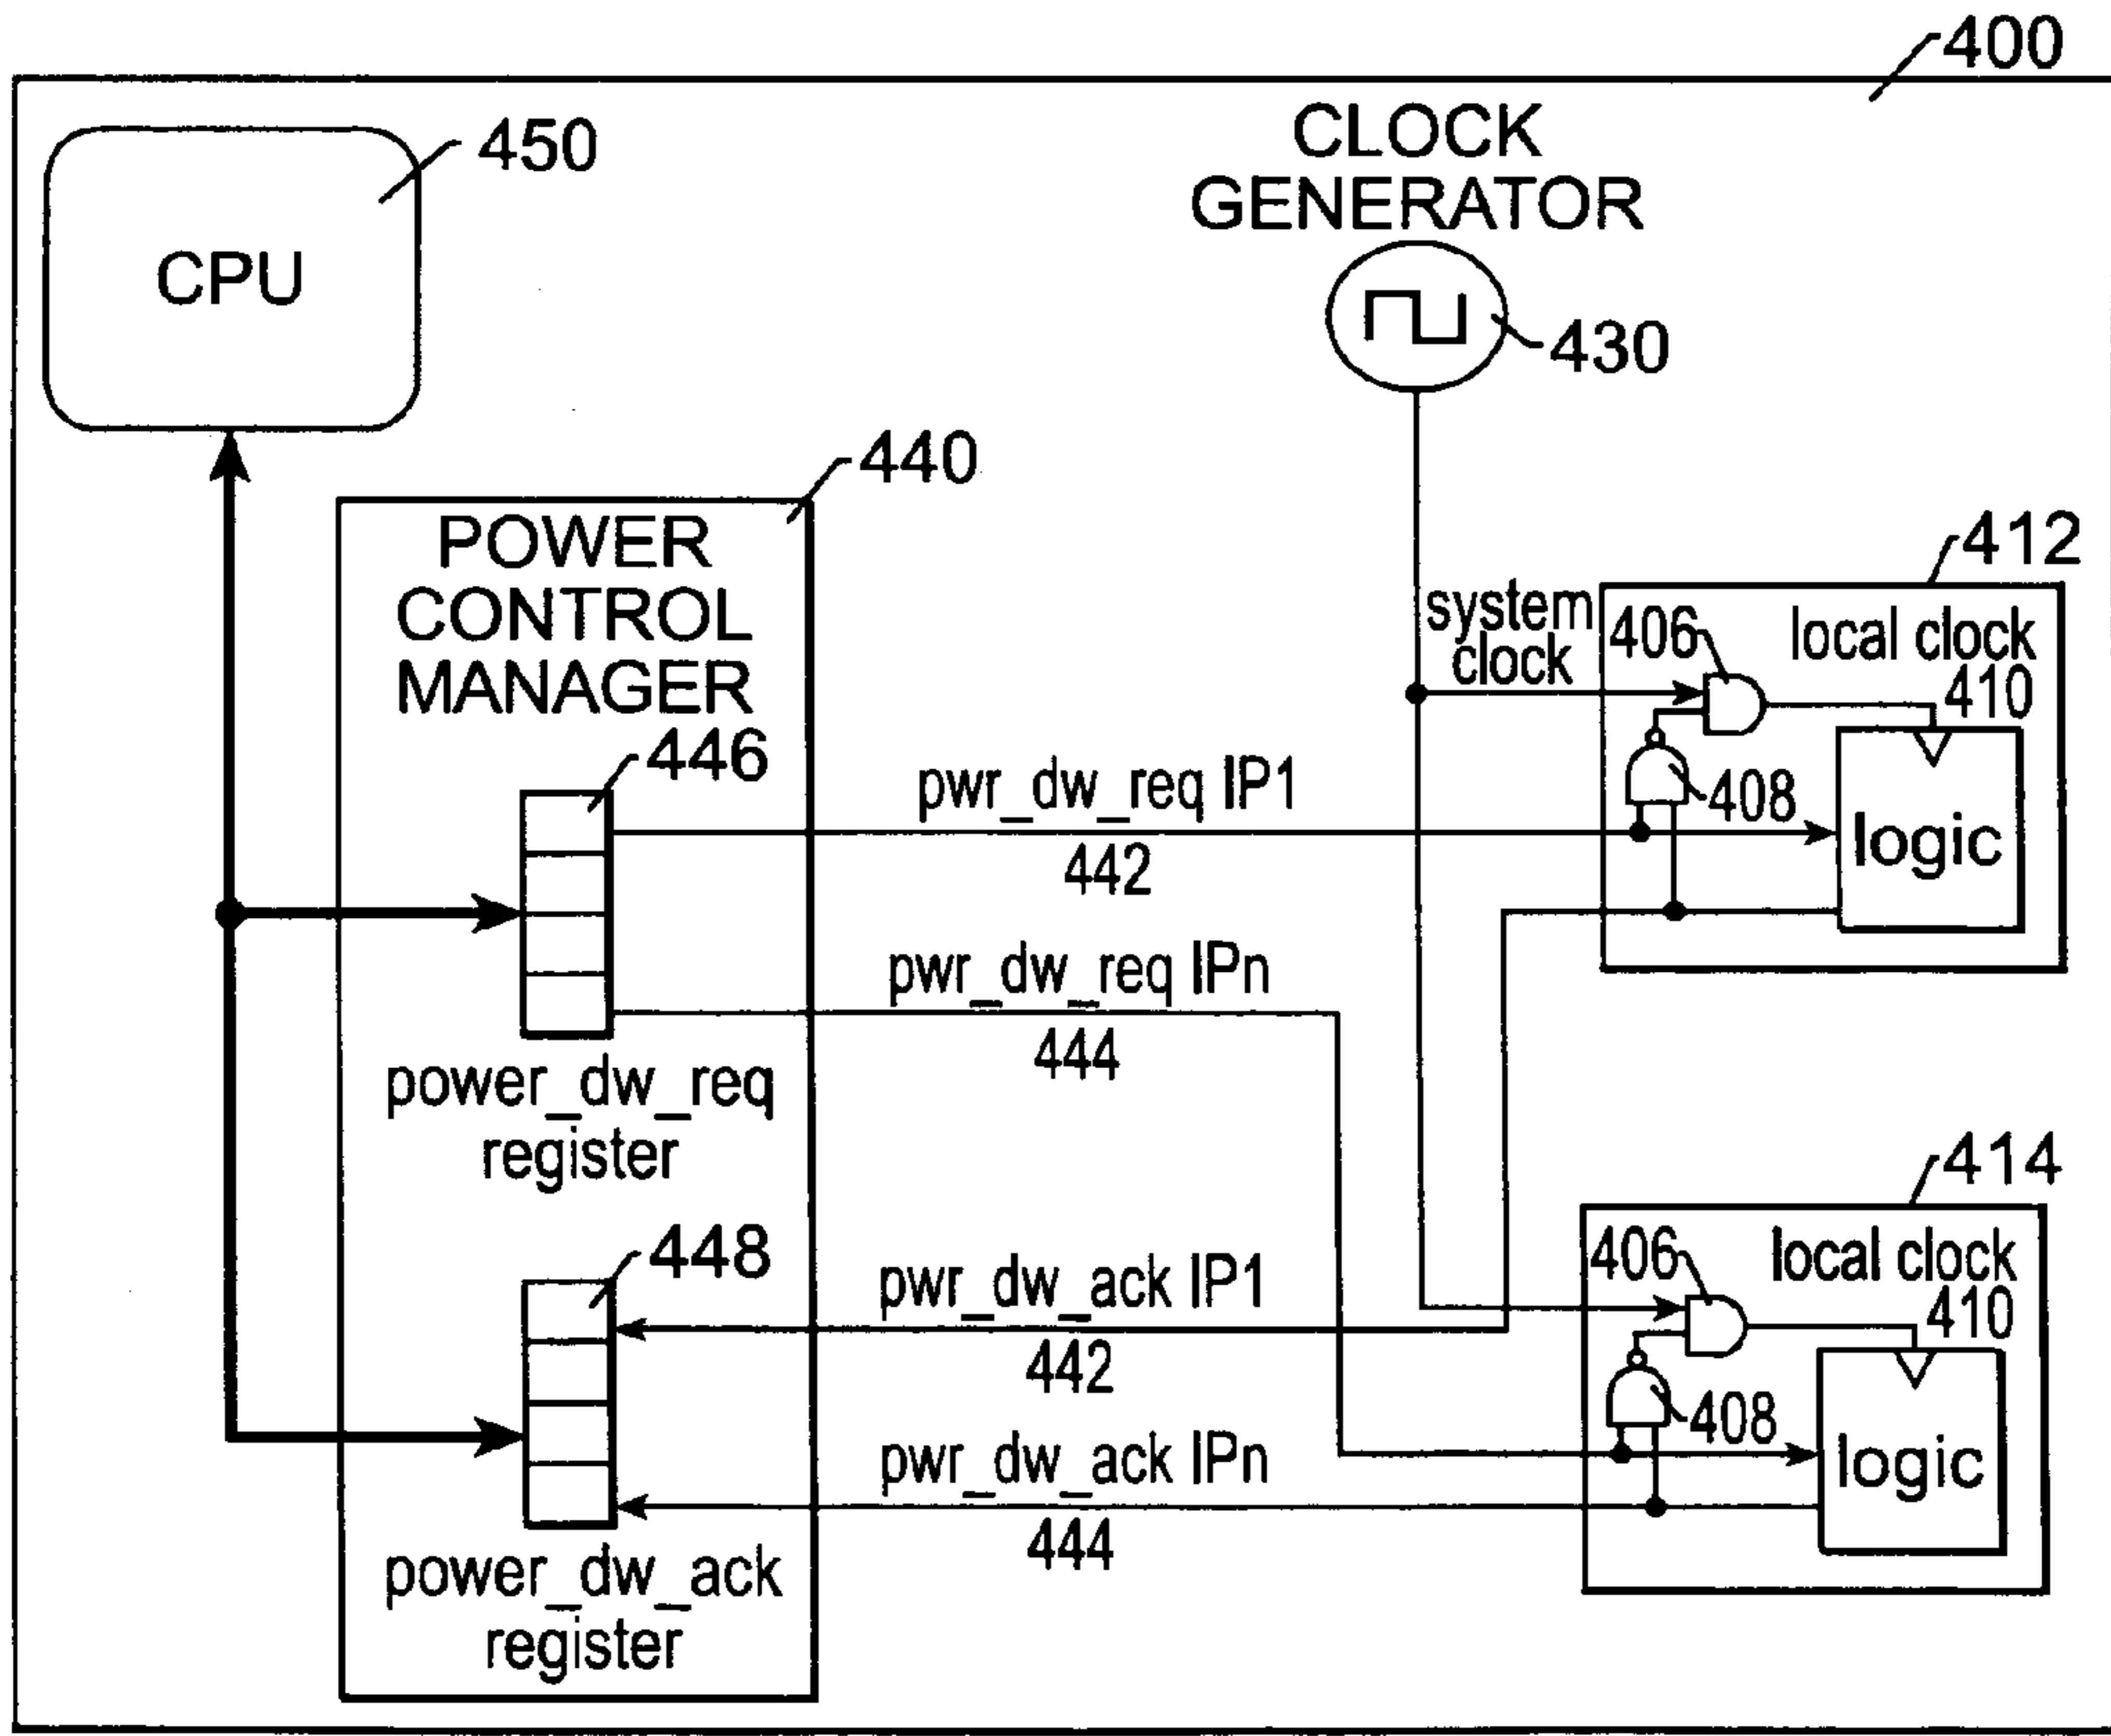 400
450
CPU
CLOCK
GENERATOR
430
440
POWER
CONTROL
MANAGER
446
power_dw_req
register
448
power_dw_ack
register
pwr_dw_req IP1
442
pwr_dw_req IPn
444
pwr_dw_ack IP1
442
pwr_dw_ack IPn
444
system
clock
412
406
local clock
410
408
logic
414
406
local clock
410
408
logic